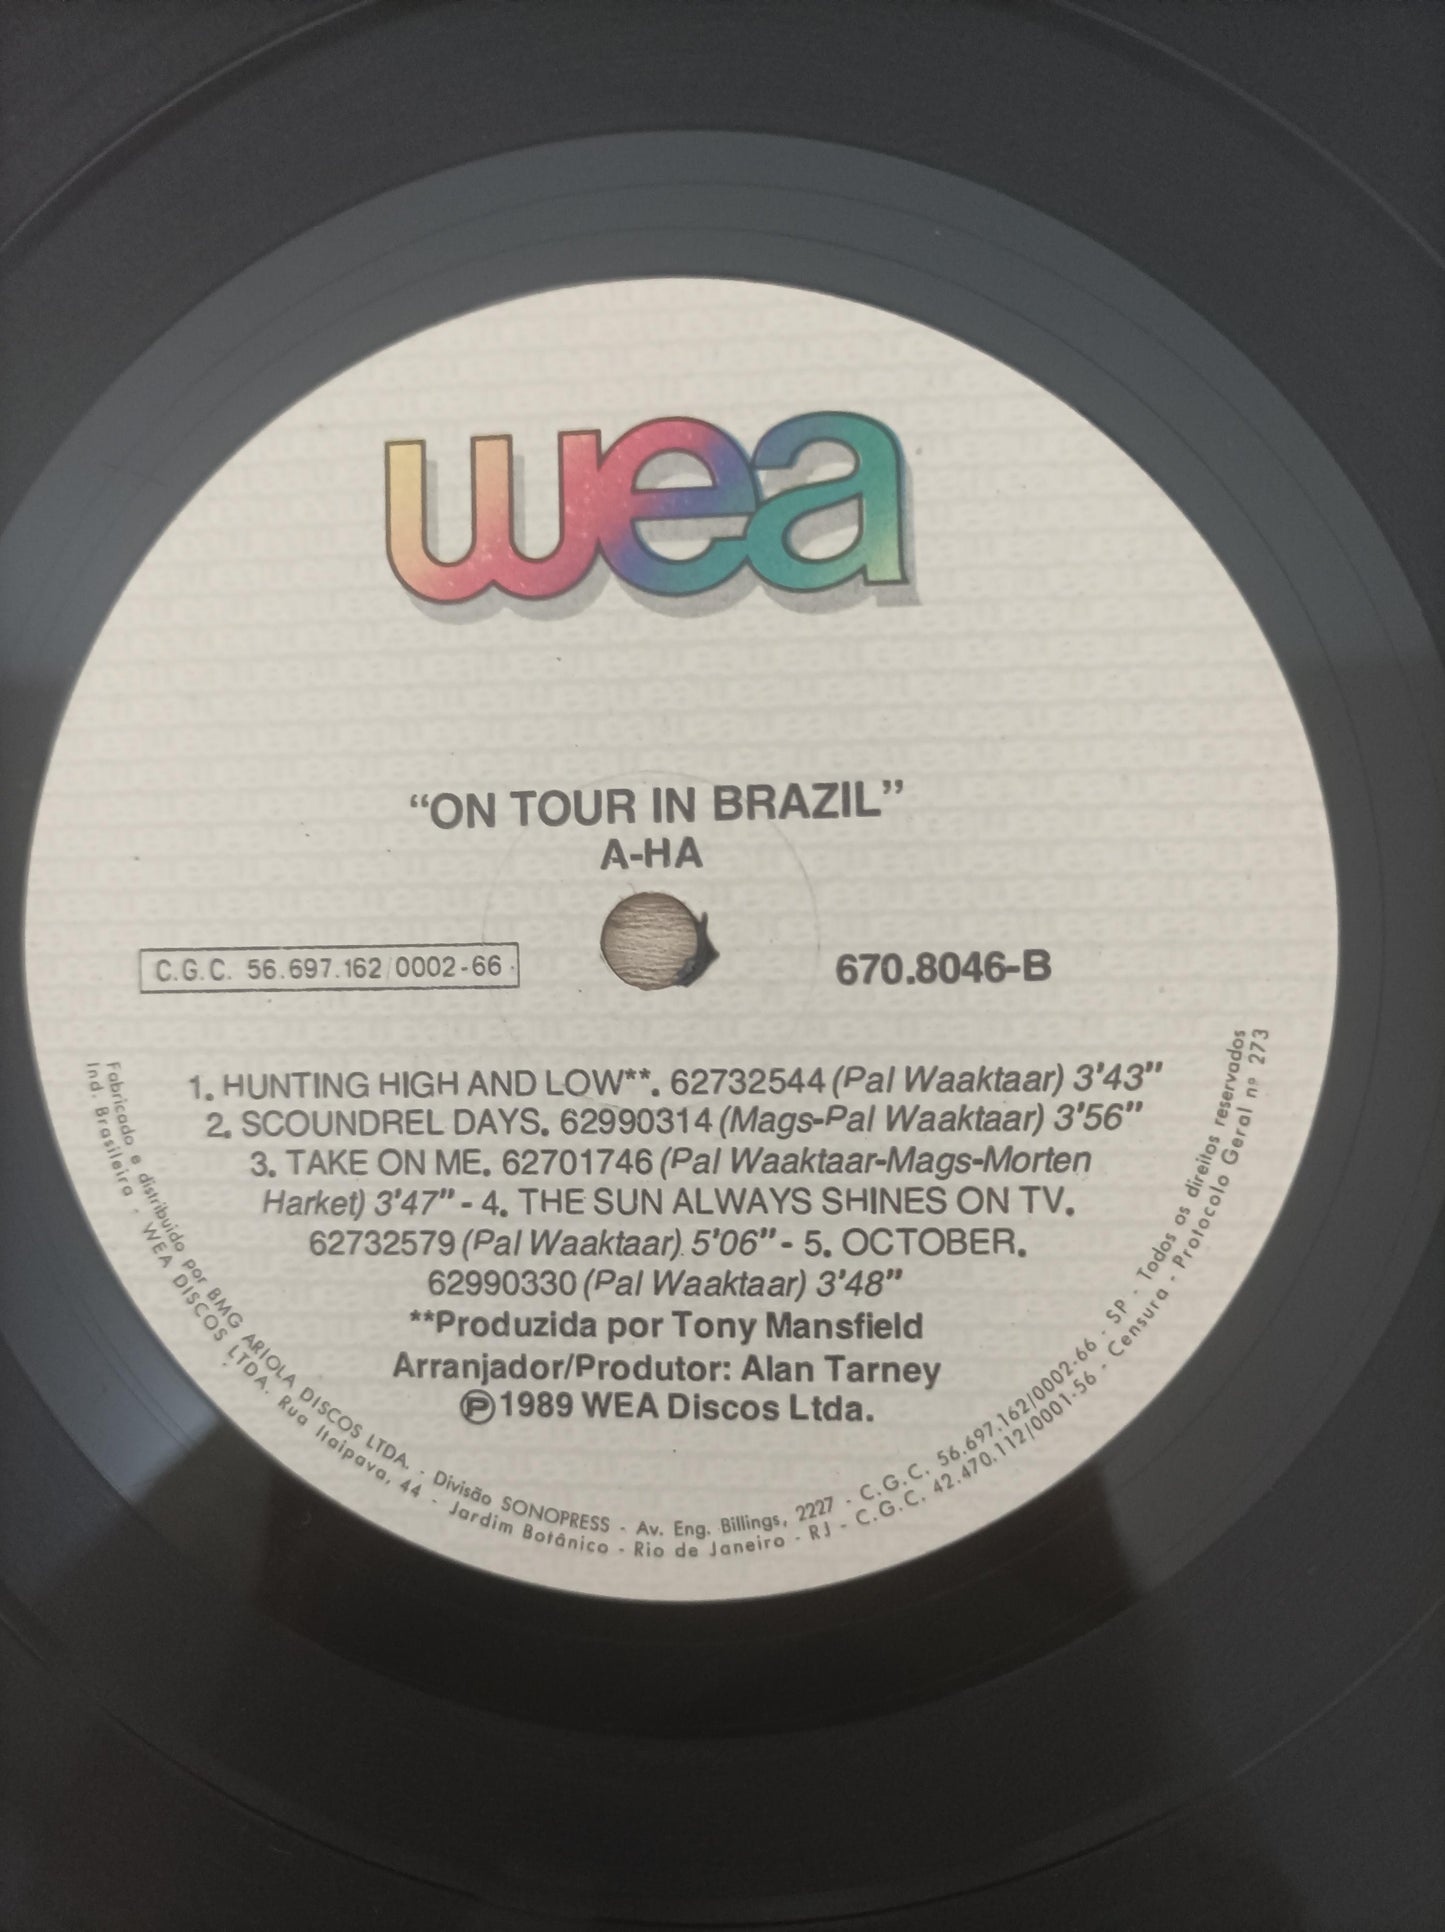 wea
“ON TOUR IN BRAZIL”
A-HA
C.G.C. 56.697.162/0002-66
670.8046-B
1. HUNTING HIGH AND LOW**. 62732544 (Pal Waaktaar) 3'43”
2. SCOUNDREL DAYS. 62990314 (Mags-Pal Waaktaar) 3'56”
3. TAKE ON ME. 62701746 (Pal Waaktaar-Mags-Morten
Harket) 3'47” - 4. THE SUN ALWAYS SHINES ON TV.
62732579 (Pal Waaktaar). 5'06” - 5. OCTOBER.
62990330 (Pal Waaktaar) 3'48”
**Produzida por Tony Mansfield
Arranjador/Produtor: Alan Tarney
℗1989 WEA Discos Ltda.
Fabricado e distribuído por BMG ARIOLA DISCOS LTDA. - Divisão SONOPRESS - Av. Eng. Billings, 2227 - C.G.C. 56.697.162/0002-66 - SP - Todos os direitos reservados
Ind. Brasileira - WEA DISCOS LTDA. Rua Itaipava, 44 - Jardim Botânico - Rio de Janeiro - RJ - C.G.C. 42.470.112/0001-56 - Censura - Protocolo Geral nº 273